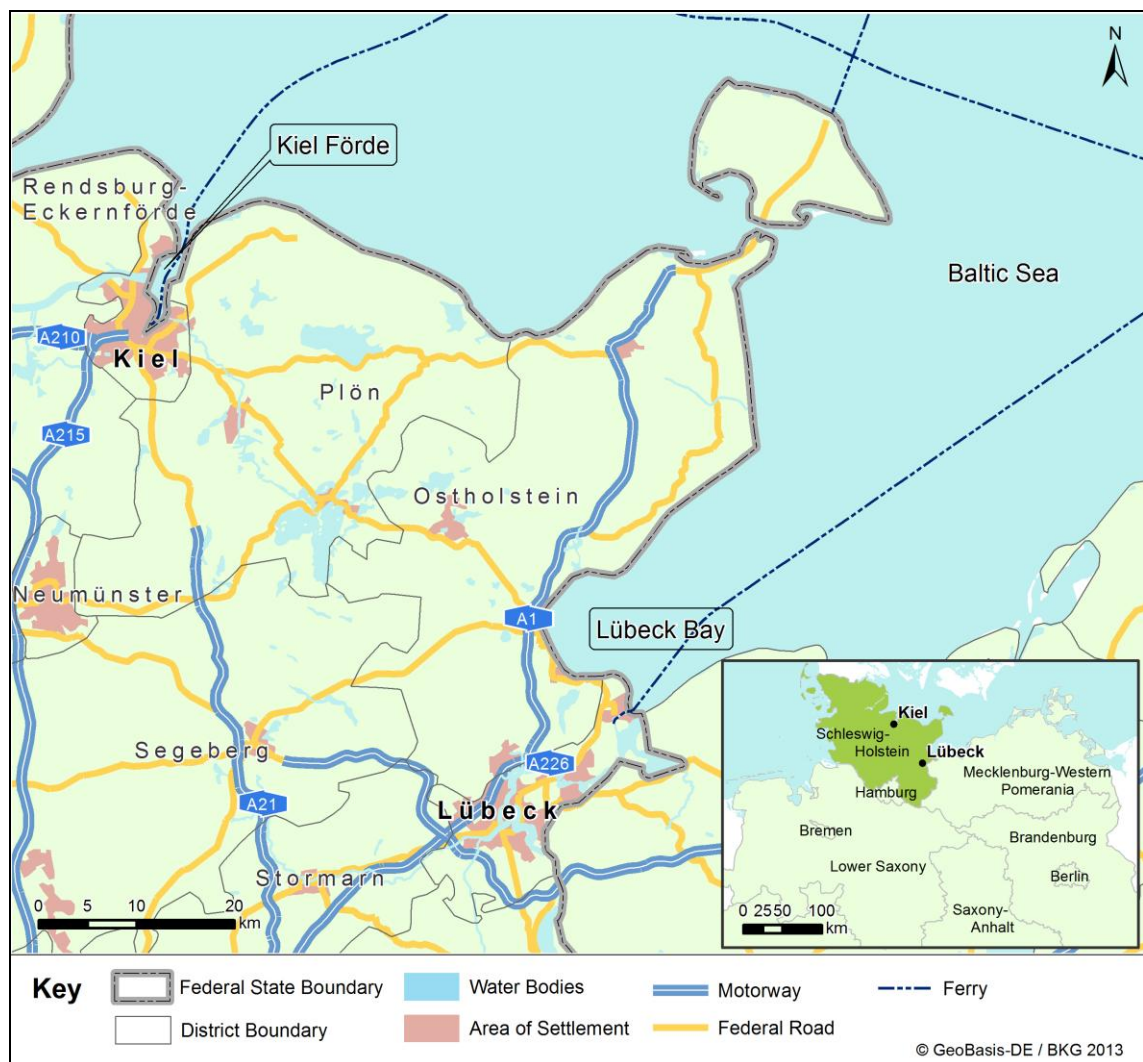 N
Kiel Förde
Rendsburg-
Eckernförde
Baltic Sea
A210
Kiel
Plön
A215
Ostholstein
Neumünster
A1
Lübeck Bay
Segeberg
A226
A21
Lübeck
Stormarn
0 5 10 20
km
Kiel
Schleswig-
Holstein
Lübeck
Hamburg
Mecklenburg-Western
Pomerania
Bremen
Brandenburg
Lower Saxony
Berlin
Saxony-
Anhalt
0 2550 100
km
Key
Federal State Boundary
Water Bodies
Motorway
Ferry
District Boundary
Area of Settlement
Federal Road
© GeoBasis-DE / BKG 2013